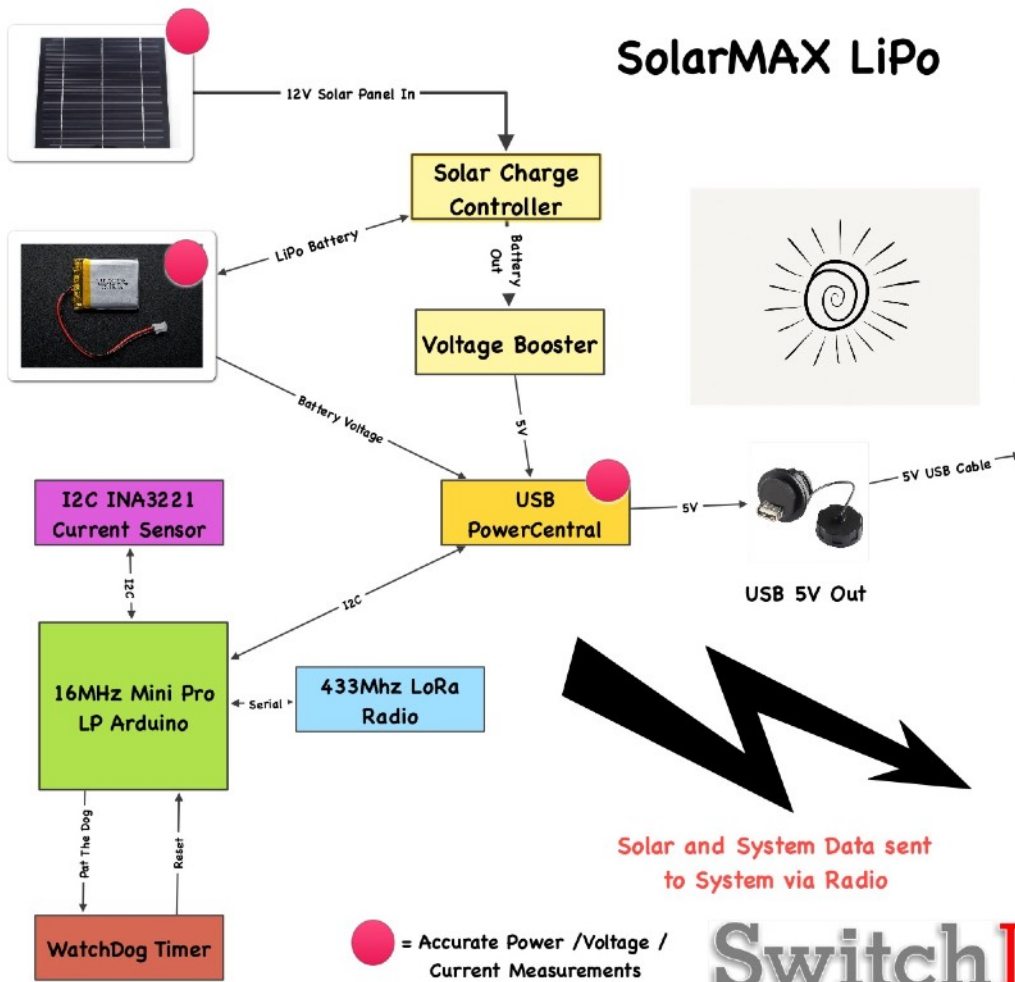 SolarMAX LiPo
12V Solar Panel In
Solar Charge
Controller
LiPo Battery
Battery
Out
Voltage Booster
Battery Voltage
5V
I2C INA3221
Current Sensor
USB
PowerCentral
5V
5V USB Cable
USB 5V Out
I2C
I2C
16MHz Mini Pro
LP Arduino
Serial
433Mhz LoRa
Radio
Pat The Dog
Reset
Solar and System Data sent
to System via Radio
WatchDog Timer
= Accurate Power /Voltage /
Current Measurements
Switch